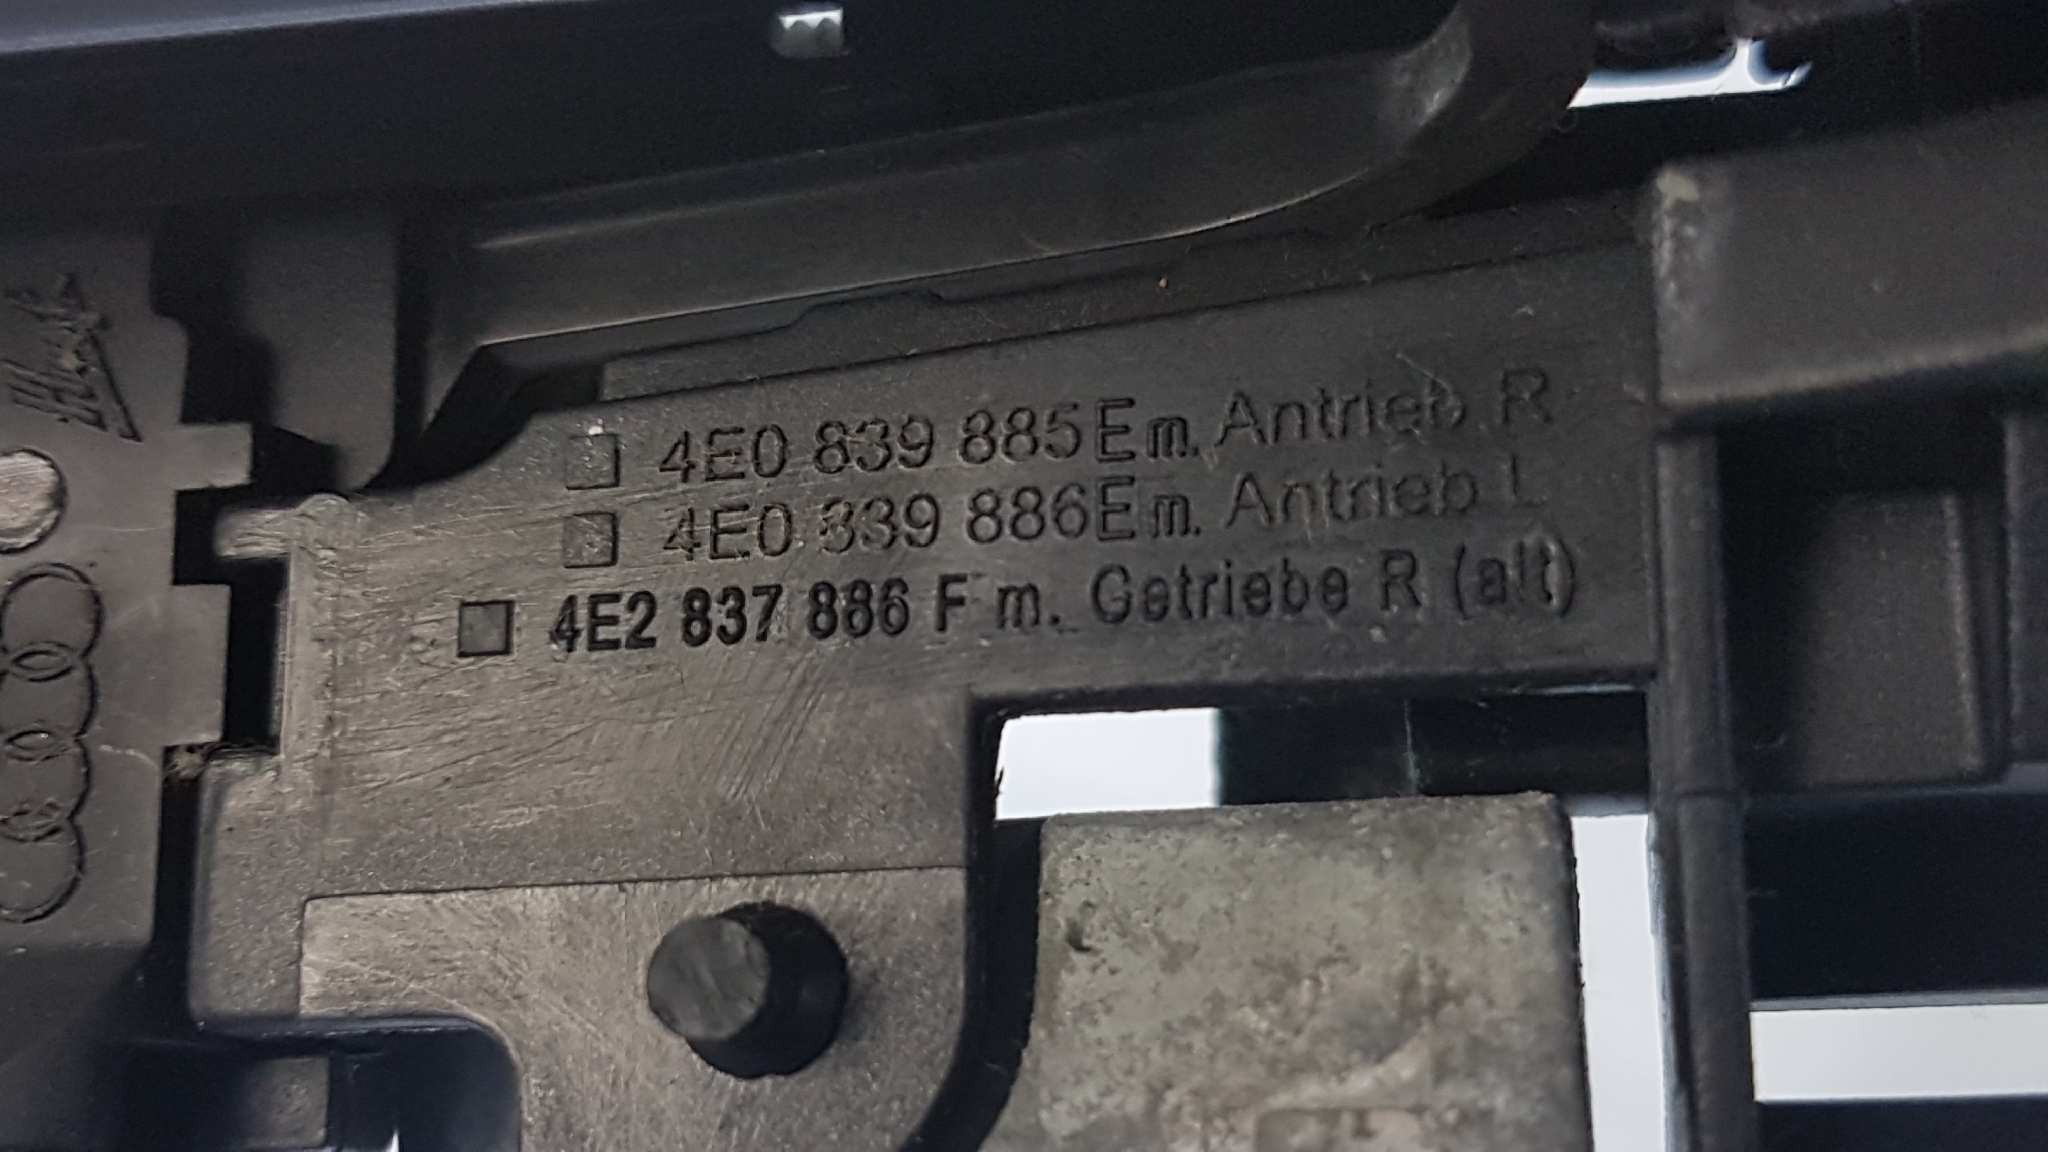 4E0 839 885 E m. Antrieb R
4E0 839 886 E m. Antrieb L
4E2 837 886 F m. Getriebe R (alt)